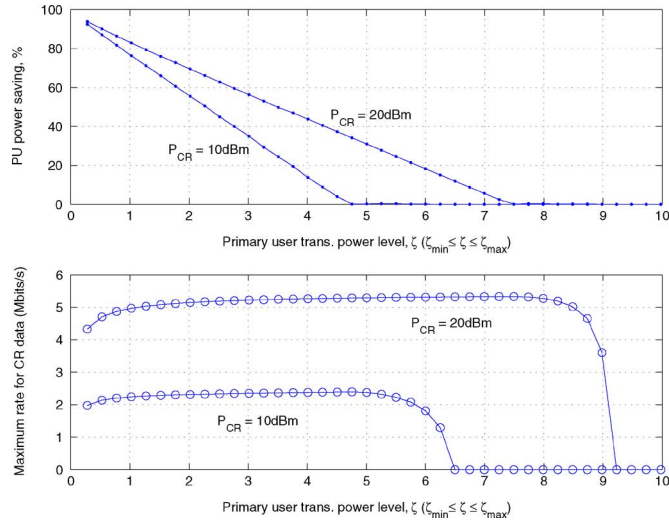 PU power saving, %
100
80
60
40
20
0
P_CR = 20dBm
P_CR = 10dBm
0 1 2 3 4 5 6 7 8 9 10
Primary user trans. power level, ζ (ζ_min ≤ ζ ≤ ζ_max)
Maximum rate for CR data (Mbits/s)
6
5
4
3
2
1
0
P_CR = 20dBm
P_CR = 10dBm
0 1 2 3 4 5 6 7 8 9 10
Primary user trans. power level, ζ (ζ_min ≤ ζ ≤ ζ_max)